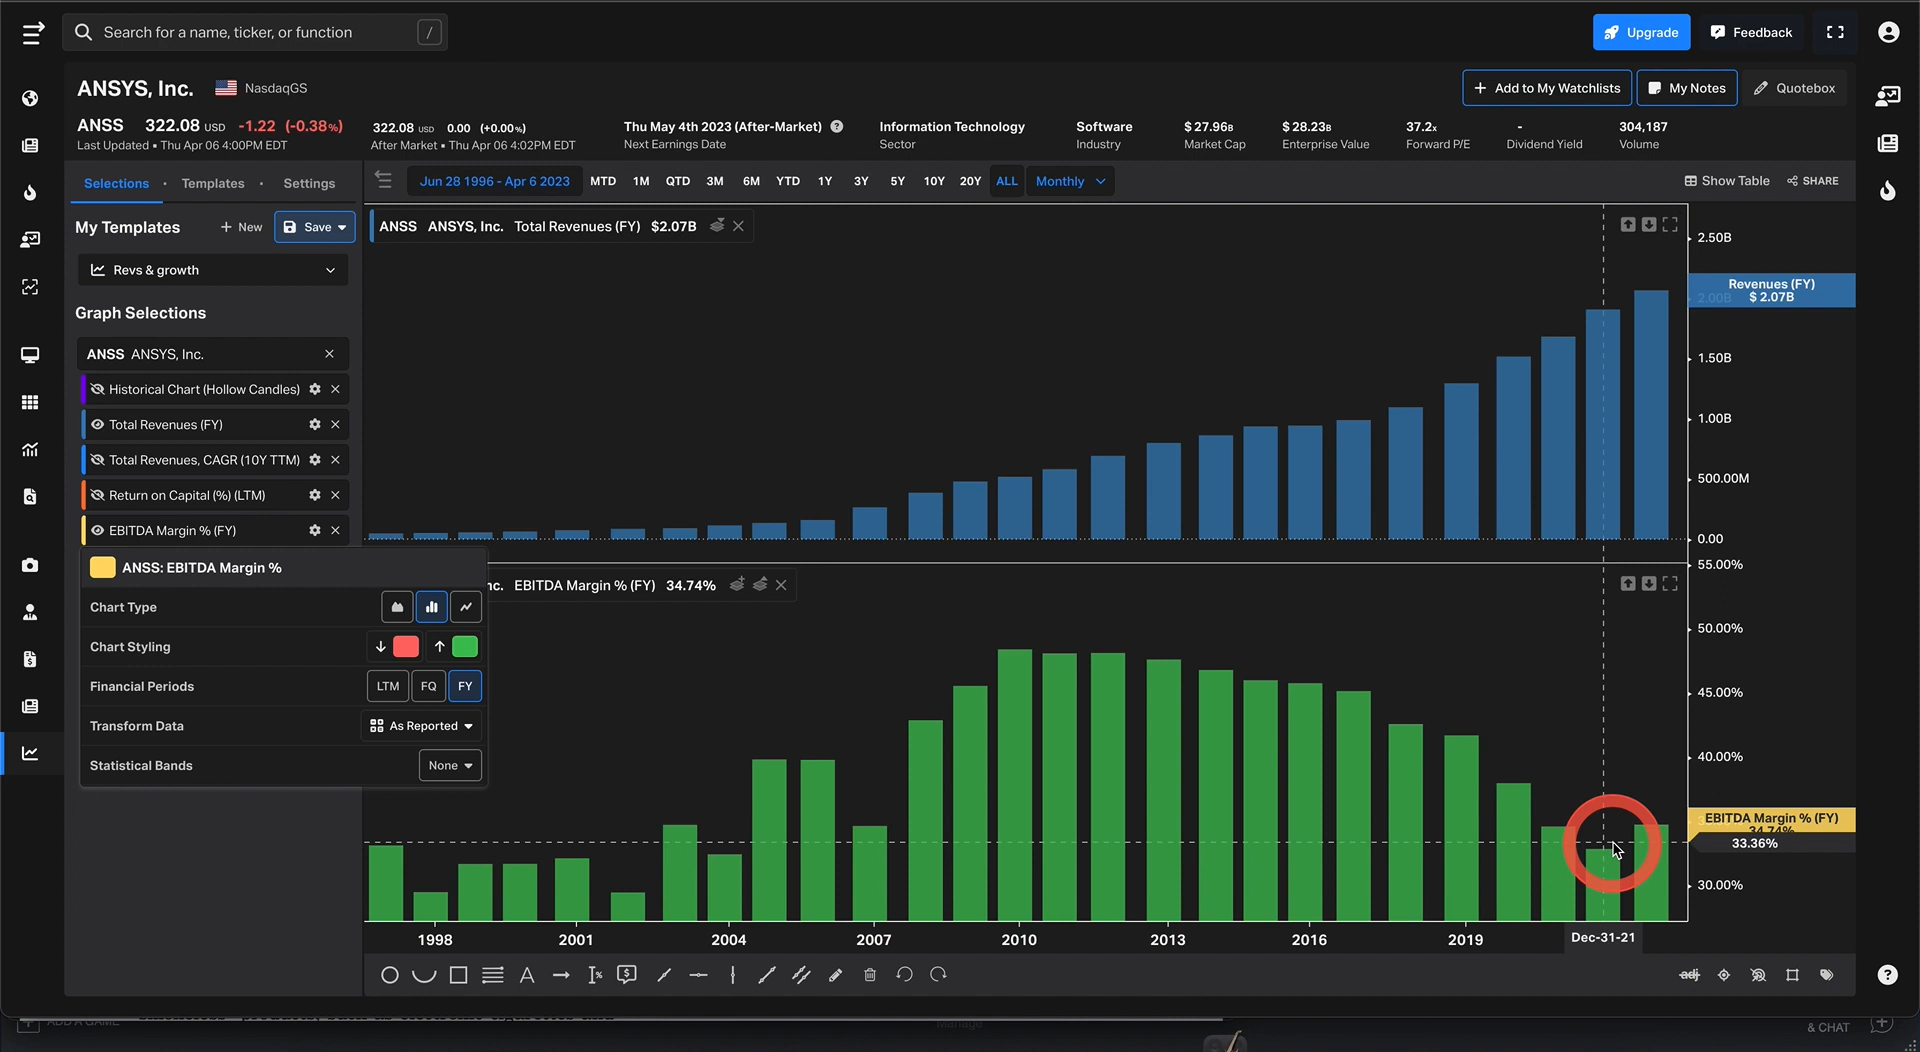 Search for a name, ticker, or function /
Upgrade
Feedback
ANSYS, Inc. NasdaqGS
+ Add to My Watchlists
My Notes
Quotebox
ANSS 322.08 USD -1.22 (-0.38%)
Last Updated • Thu Apr 06 4:00PM EDT
322.08 USD 0.00 (+0.00%)
After Market • Thu Apr 06 4:02PM EDT
Thu May 4th 2023 (After-Market) ?
Next Earnings Date
Information Technology
Sector
Software
Industry
$ 27.96B
Market Cap
$ 28.23B
Enterprise Value
37.2x
Forward P/E
-
Dividend Yield
304,187
Volume
Selections • Templates • Settings
Jun 28 1996 - Apr 6 2023 MTD 1M QTD 3M 6M YTD 1Y 3Y 5Y 10Y 20Y ALL Monthly
Show Table SHARE
My Templates + New Save
Revs & growth
Graph Selections
ANSS ANSYS, Inc.
Historical Chart (Hollow Candles)
Total Revenues (FY)
Total Revenues, CAGR (10Y TTM)
Return on Capital (%) (LTM)
EBITDA Margin % (FY)
ANSS: EBITDA Margin %
Chart Type
Chart Styling
Financial Periods LTM FQ FY
Transform Data As Reported
Statistical Bands None
ANSS ANSYS, Inc. Total Revenues (FY) $2.07B
2.50B
Revenues (FY)
2.00B $ 2.07B
1.50B
1.00B
500.00M
0.00
nc. EBITDA Margin % (FY) 34.74%
55.00%
50.00%
45.00%
40.00%
EBITDA Margin % (FY)
34.74%
33.36%
30.00%
1998 2001 2004 2007 2010 2013 2016 2019 Dec-31-21
adj
?
ADD A GAME
Manage
& CHAT